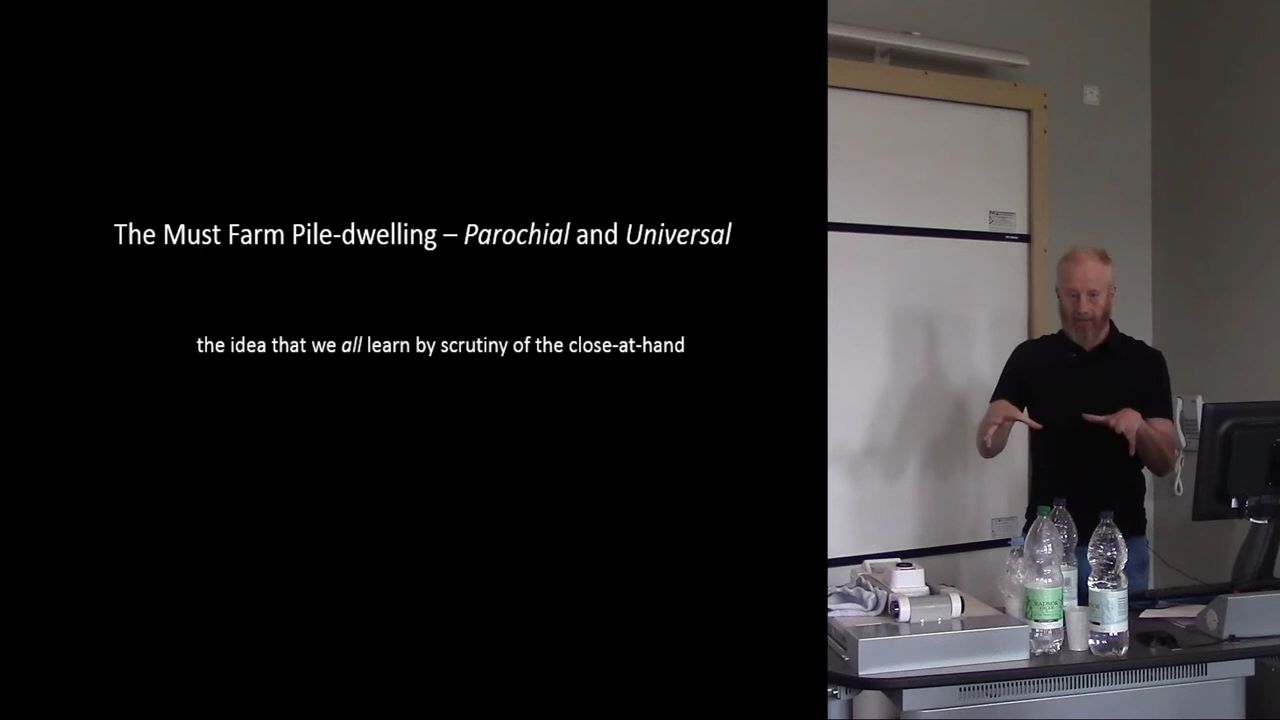 The Must Farm Pile-dwelling – Parochial and Universal
the idea that we all learn by scrutiny of the close-at-hand